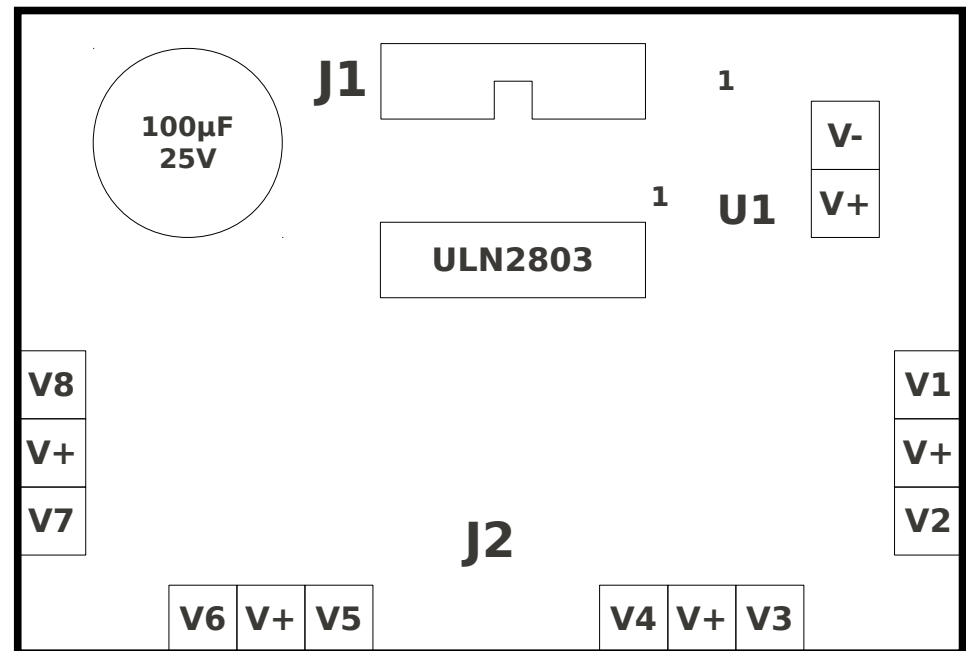 J1
1
100µF
25V
V-
V+
1
U1
ULN2803
V8
V+
V7
V1
V+
V2
J2
V6 V+ V5
V4 V+ V3